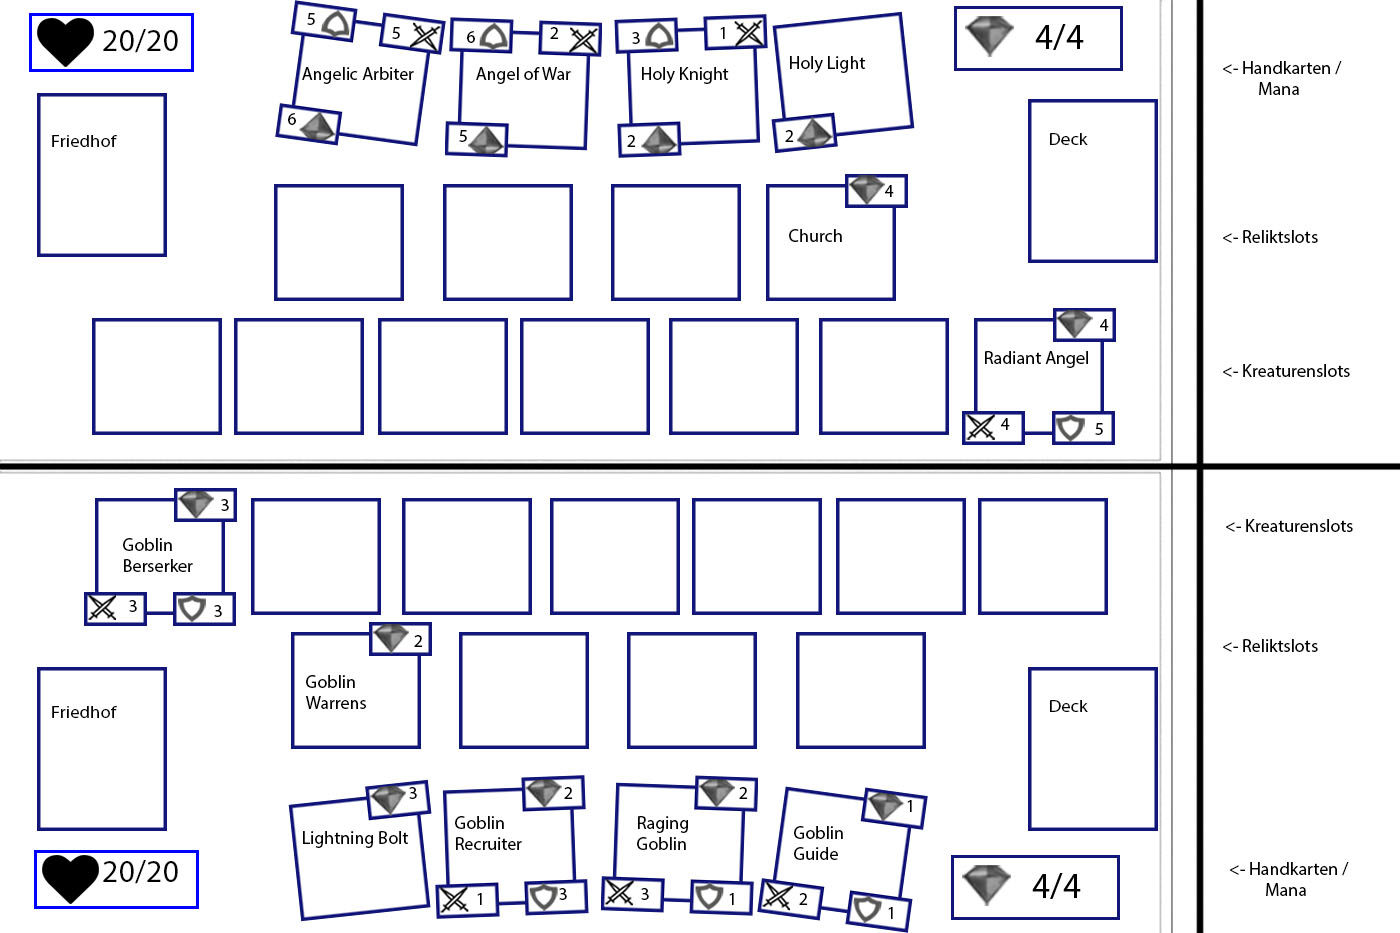 20/20
5
5
Angelic Arbiter
6
6
2
Angel of War
5
3
1
Holy Knight
2
Holy Light
2
4/4
<- Handkarten /
Mana
Friedhof
Deck
4
Church
<- Reliktslots
4
Radiant Angel
4
5
<- Kreaturenslots
3
Goblin
Berserker
3
3
<- Kreaturenslots
2
Goblin
Warrens
<- Reliktslots
Friedhof
Deck
20/20
3
Lightning Bolt
2
Goblin
Recruiter
1
3
2
Raging
Goblin
3
1
1
Goblin
Guide
2
1
4/4
<- Handkarten /
Mana